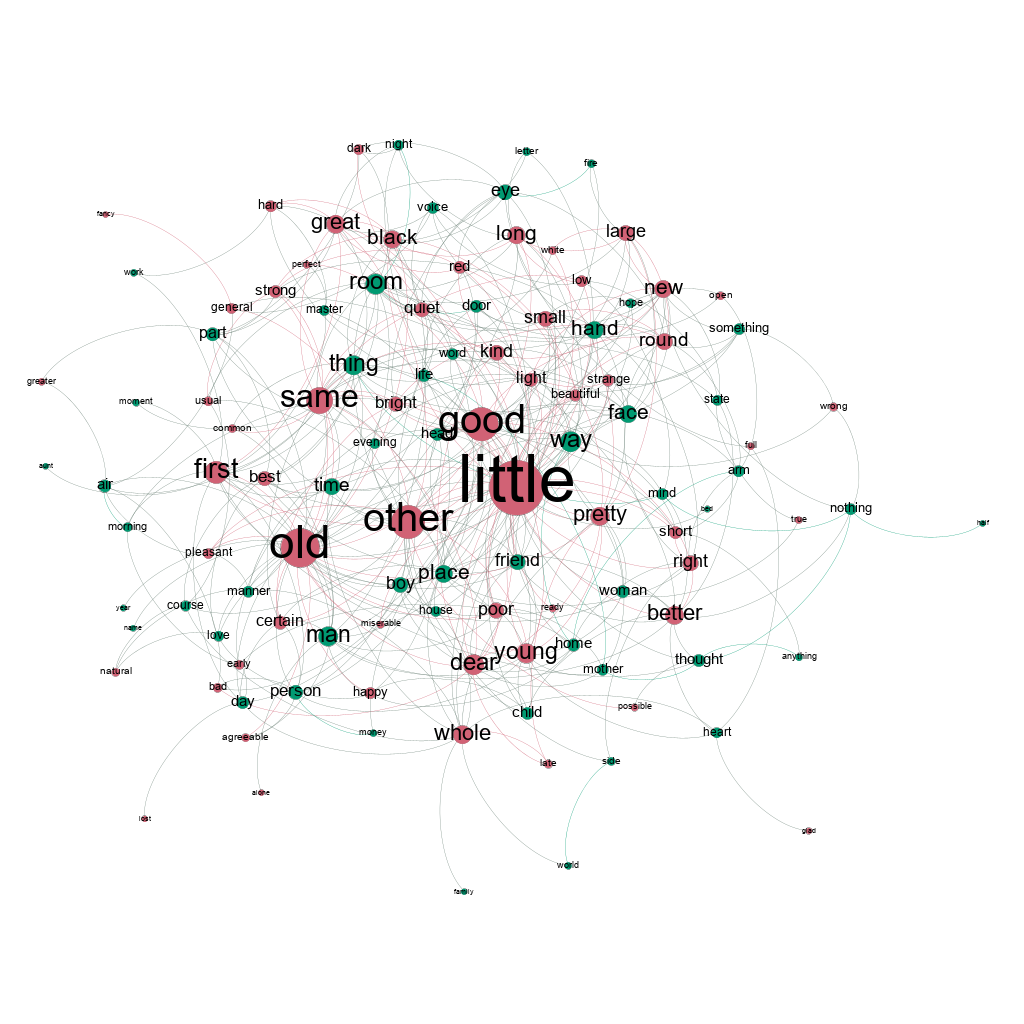 night
dark
letter
fire
eye
hard
voice
fancy
great
long
large
black
white
perfect
red
work
low
room
new
strong
open
hope
general
master
quiet
door
small
hand
something
part
round
word
kind
thing
life
light
strange
greater
beautiful
same
state
moment
usual
bright
wrong
face
good
common
head
evening
way
full
aunt
first
arm
best
little
air
time
mind
nothing
bed
pretty
other
true
half
morning
short
old
pleasant
friend
right
place
boy
manner
woman
course
year
house
poor
ready
better
certain
miserable
name
love
man
home
young
anything
early
dear
thought
natural
mother
bad
person
happy
day
possible
child
money
whole
heart
agreeable
side
late
alone
lost
glad
world
family